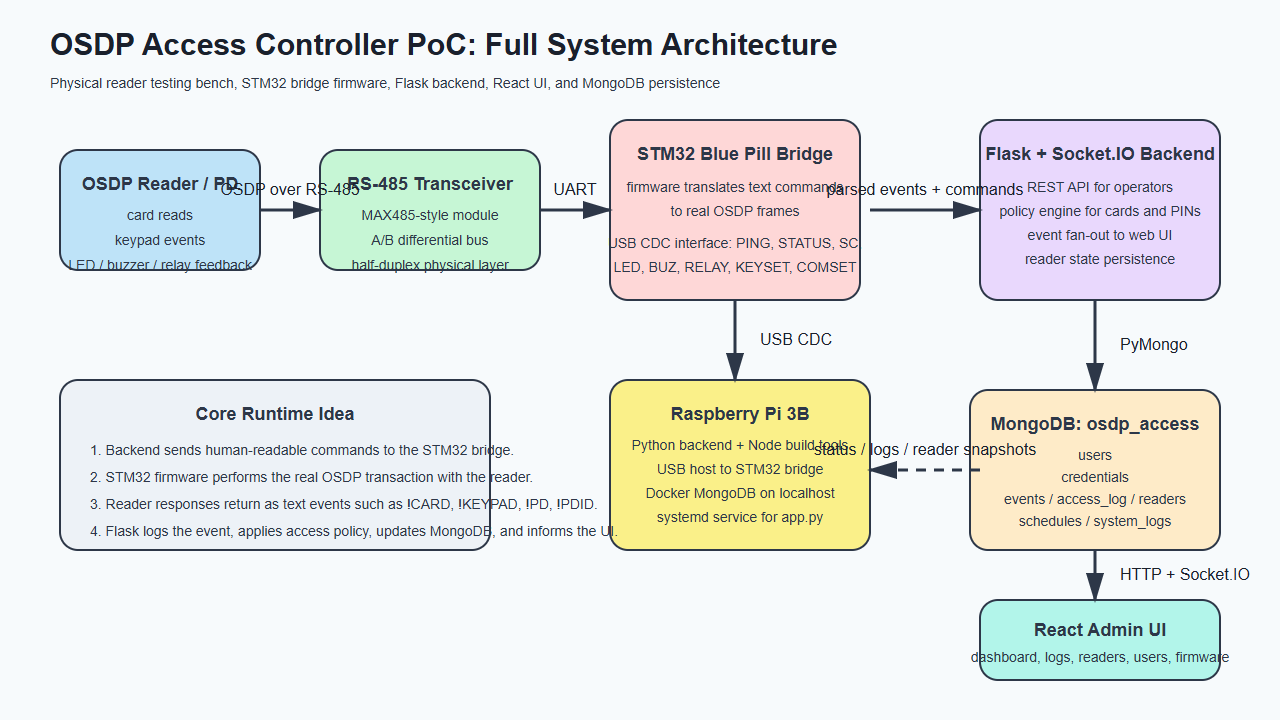 OSDP Access Controller PoC: Full System Architecture
Physical reader testing bench, STM32 bridge firmware, Flask backend, React UI, and MongoDB persistence
OSDP Reader / PD
card reads
keypad events
LED / buzzer / relay feedback
OSDP over RS-485
RS-485 Transceiver
MAX485-style module
A/B differential bus
half-duplex physical layer
UART
STM32 Blue Pill Bridge
firmware translates text commands
to real OSDP frames
USB CDC interface: PING, STATUS, SC
LED, BUZ, RELAY, KEYSET, COMSET
parsed events + commands
Flask + Socket.IO Backend
REST API for operators
policy engine for cards and PINs
event fan-out to web UI
reader state persistence
USB CDC
PyMongo
Core Runtime Idea
1. Backend sends human-readable commands to the STM32 bridge.
2. STM32 firmware performs the real OSDP transaction with the reader.
3. Reader responses return as text events such as !CARD, !KEYPAD, !PD, !PDID.
4. Flask logs the event, applies access policy, updates MongoDB, and informs the UI.
Raspberry Pi 3B
Python backend + Node build tools
USB host to STM32 bridge
Docker MongoDB on localhost
systemd service for app.py
status / logs / reader snapshots
MongoDB: osdp_access
users
credentials
events / access_log / readers
schedules / system_logs
HTTP + Socket.IO
React Admin UI
dashboard, logs, readers, users, firmware